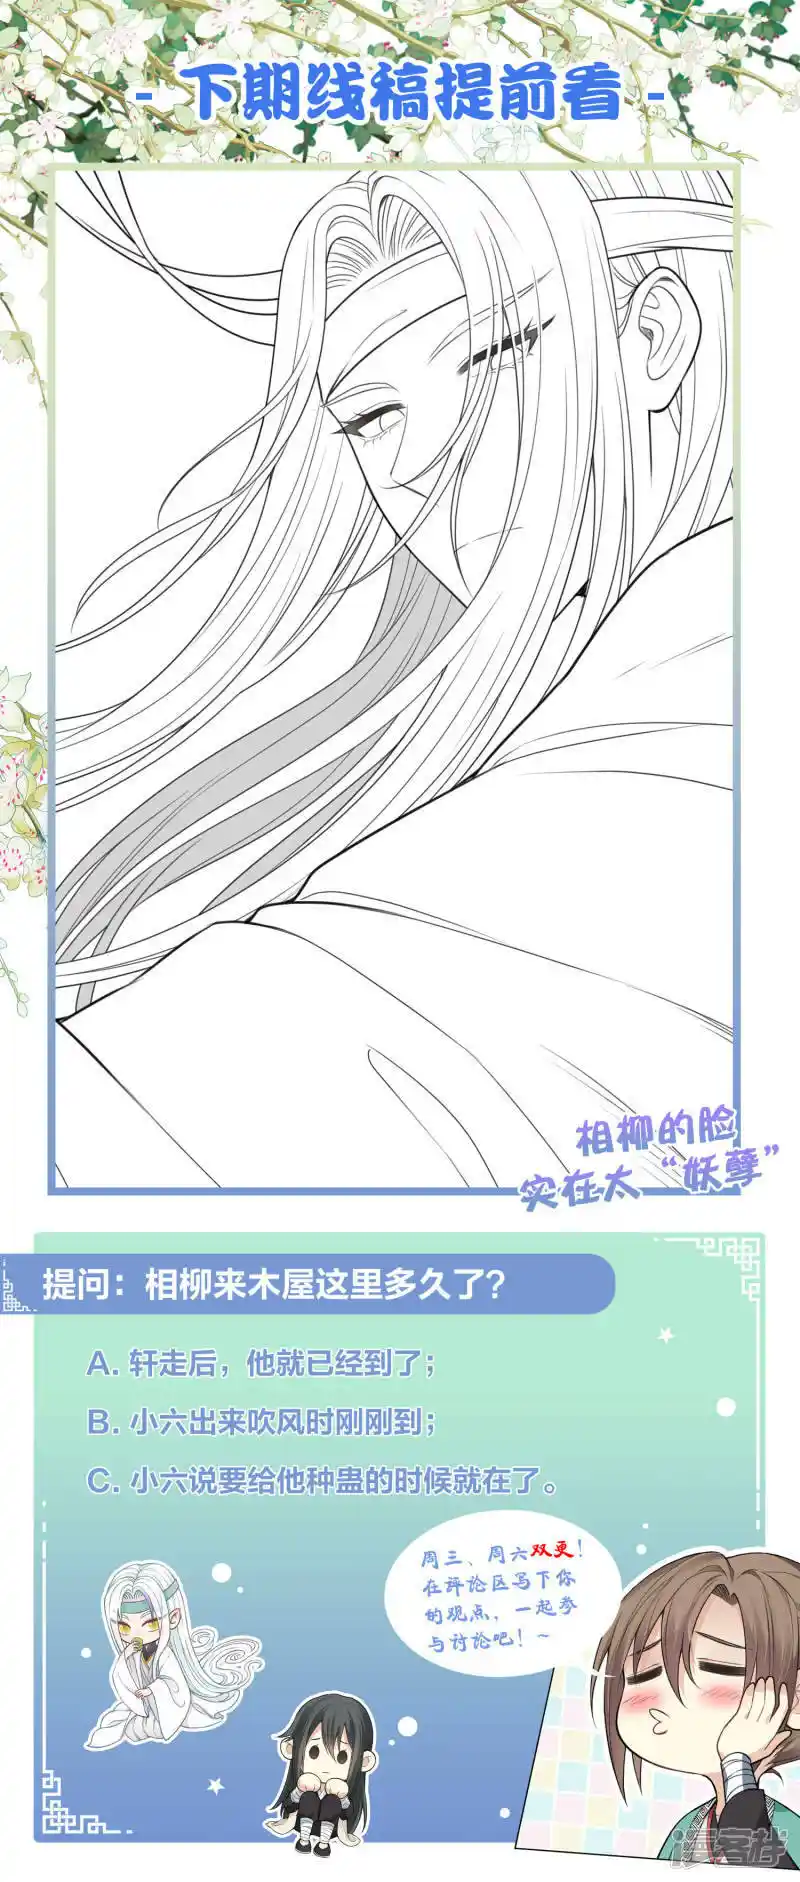 - 下期线稿提前看 -
相柳的脸
实在太“妖孽”
提问：相柳来木屋这里多久了？
A. 轩走后，他就已经到了；
B. 小六出来吹风时刚刚到；
C. 小六说要给他种蛊的时候就在了。
周三、周六双更！
在评论区写下你
的观点，一起参
与讨论吧！~
漫客栈